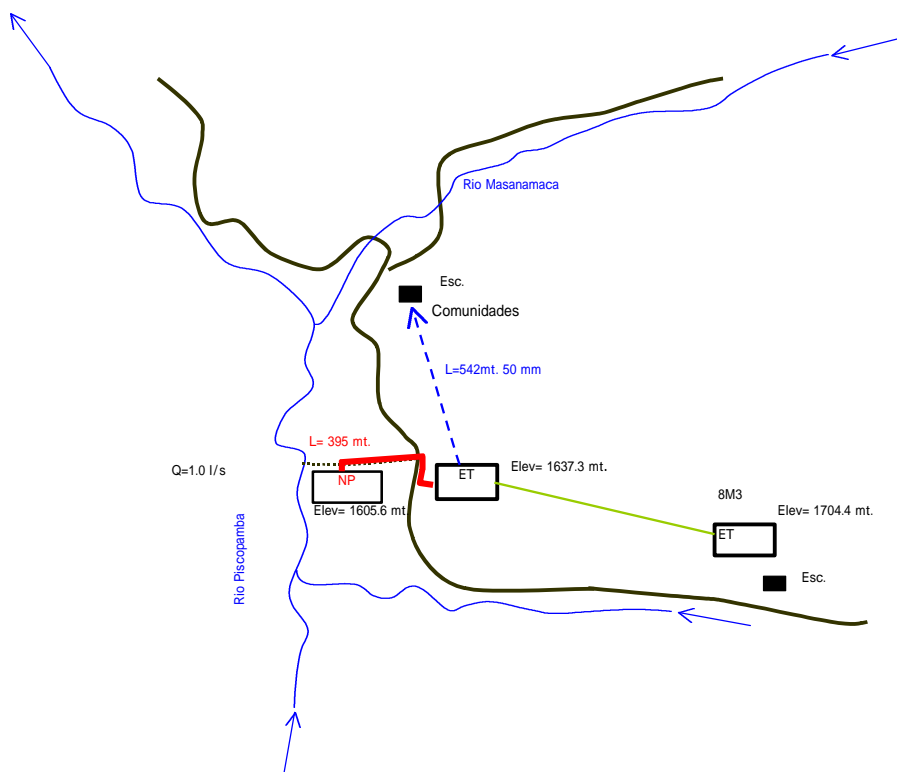 Rio Masanamaca
Esc.
Comunidades
L=542mt. 50 mm
L= 395 mt.
Q=1.0 l/s
NP
ET
Elev= 1637.3 mt.
Elev= 1605.6 mt.
8M3
Elev= 1704.4 mt.
ET
Esc.
Rio Piscopamba